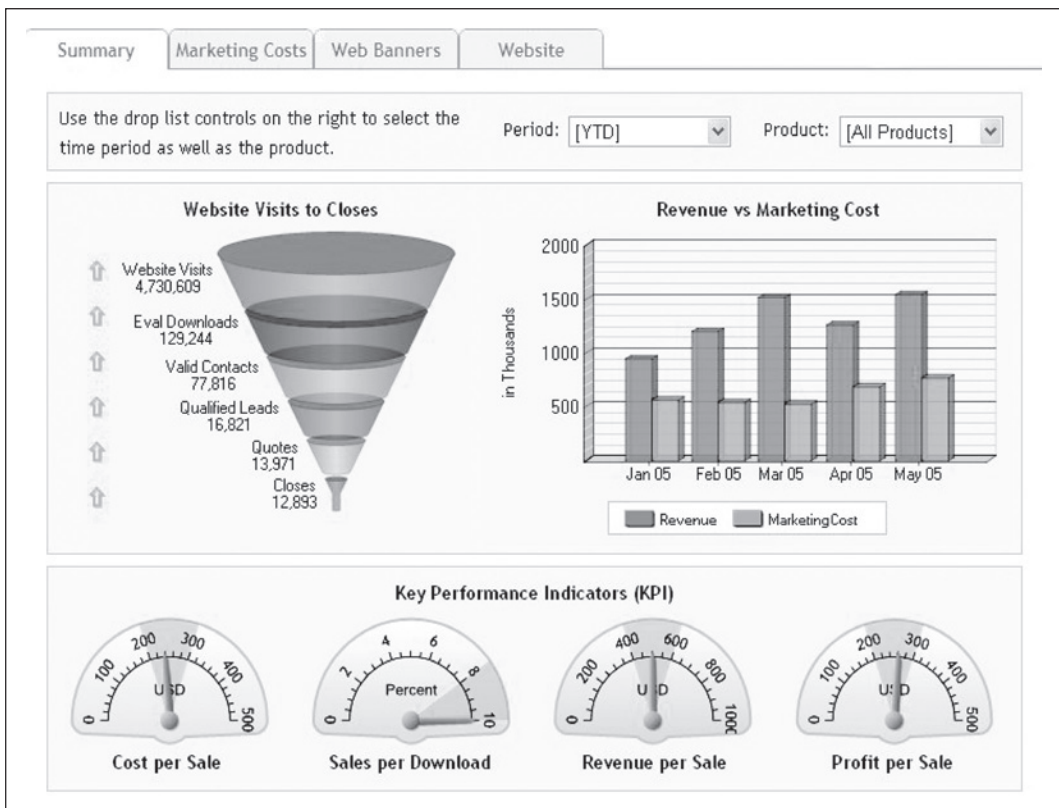 Summary
Marketing Costs
Web Banners
Website
Use the drop list controls on the right to select the
time period as well as the product.
Period: [YTD]
Product: [All Products]
Website Visits to Closes
Website Visits
4,730,609
Eval Downloads
129,244
Valid Contacts
77,816
Qualified Leads
16,821
Quotes
13,971
Closes
12,893
Revenue vs Marketing Cost
in Thousands
2000
1500
1000
500
Jan 05 Feb 05 Mar 05 Apr 05 May 05
Revenue MarketingCost
Key Performance Indicators (KPI)
0 100 200 300 400 500
USD
Cost per Sale
0 2 4 6 8 10
Percent
Sales per Download
0 200 400 600 800 1000
USD
Revenue per Sale
0 100 200 300 400 500
USD
Profit per Sale